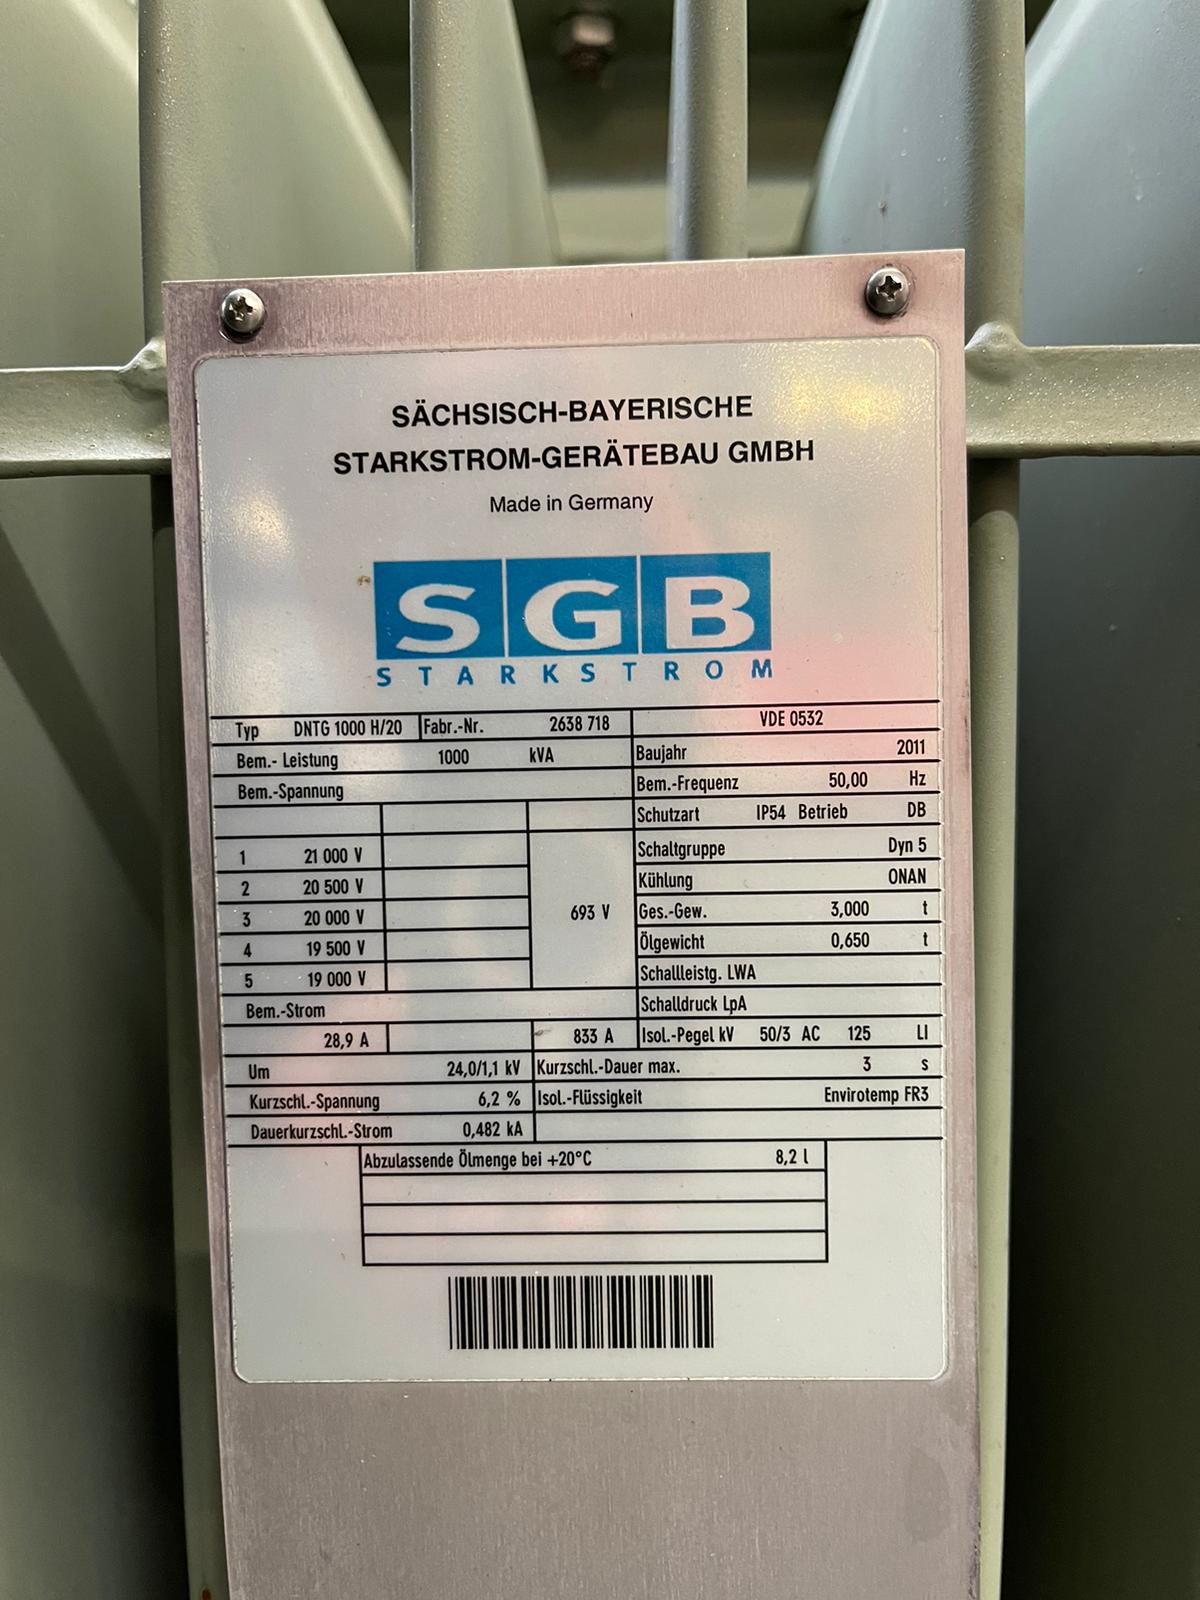 SÄCHSISCH-BAYERISCHE
STARKSTROM-GERÄTEBAU GMBH
Made in Germany
SGB
STARKSTROM
Typ DNTG 1000 H/20 Fabr.-Nr. 2638 718 VDE 0532
Bem.- Leistung 1000 kVA Baujahr 2011
Bem.-Spannung Bem.-Frequenz 50,00 Hz
Schutzart IP54 Betrieb DB
1 21 000 V Schaltgruppe Dyn 5
2 20 500 V Kühlung ONAN
3 20 000 V 693 V Ges.-Gew. 3,000 t
4 19 500 V Ölgewicht 0,650 t
5 19 000 V Schallleistg. LWA
Bem.-Strom Schalldruck LpA
28,9 A 833 A Isol.-Pegel kV 50/3 AC 125 LI
Um 24,0/1,1 kV Kurzschl.-Dauer max. 3 s
Kurzschl.-Spannung 6,2 % Isol.-Flüssigkeit Envirotemp FR3
Dauerkurzschl.-Strom 0,482 kA
Abzulassende Ölmenge bei +20°C 8,2 l